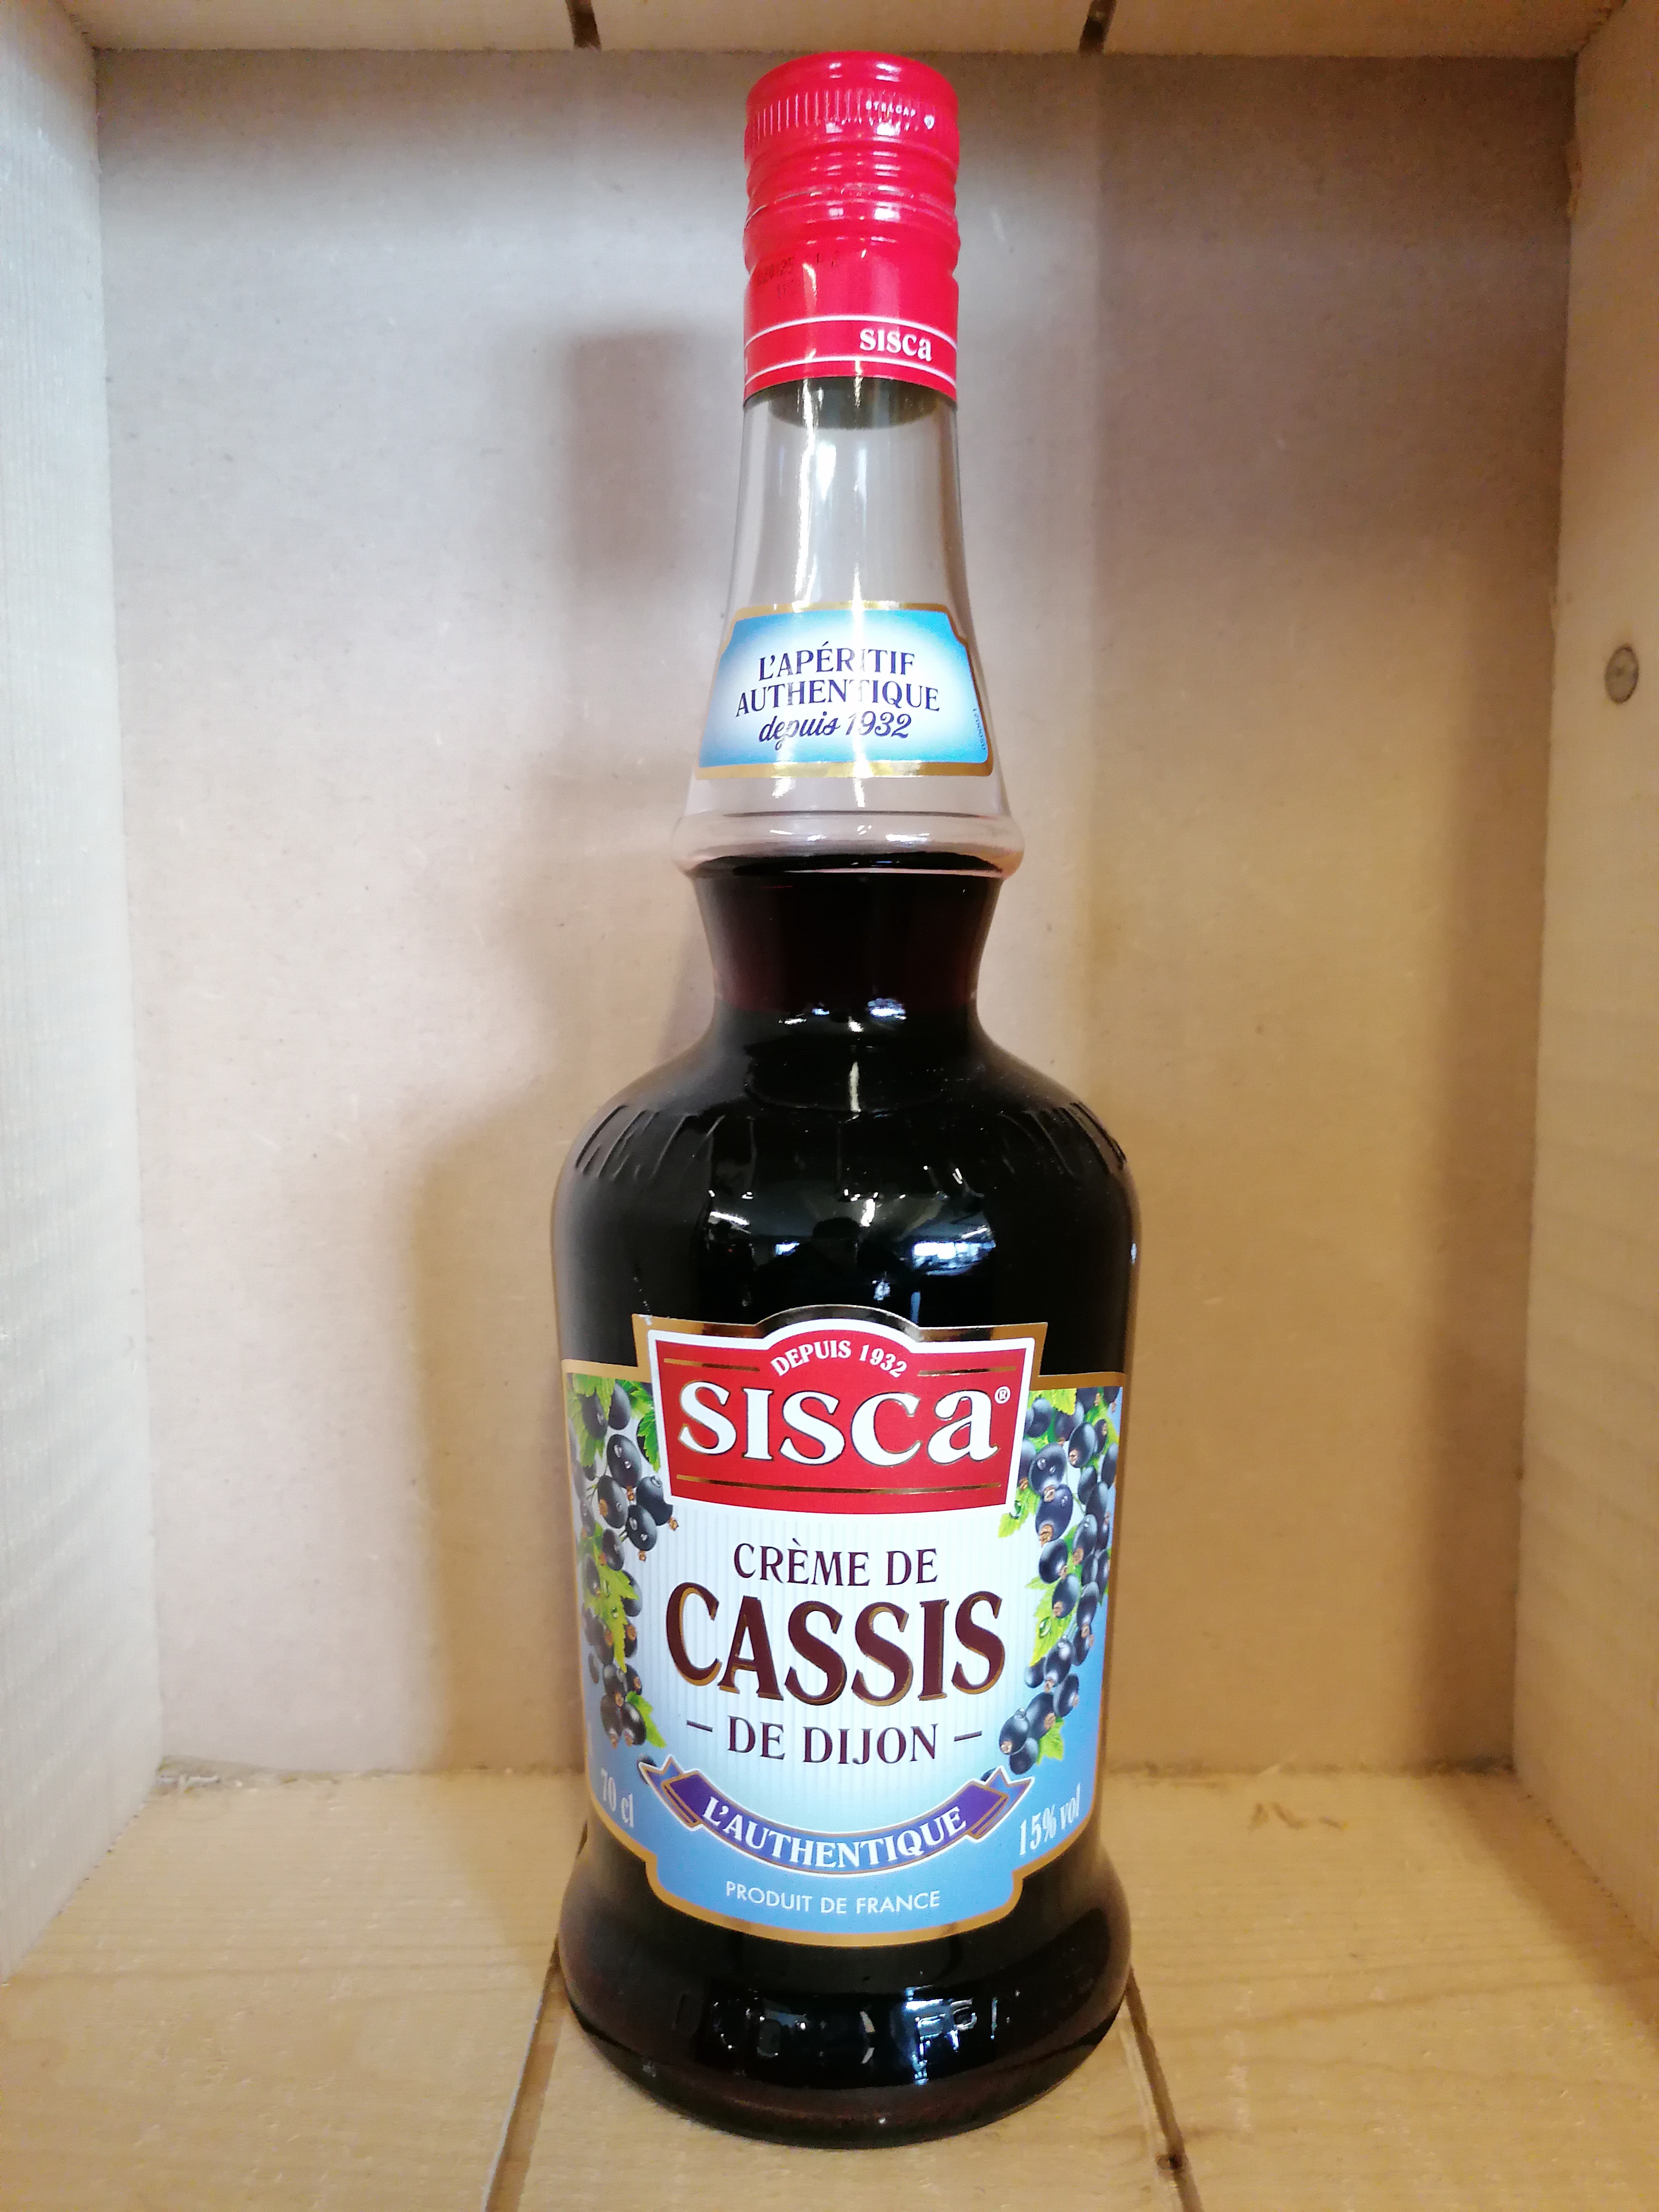 STELCAP
sisca
L'APÉRITIF
AUTHENTIQUE
depuis 1932
DEPUIS 1932
sisca®
CRÈME DE
CASSIS
– DE DIJON –
70 cl
15% vol
L'AUTHENTIQUE
PRODUIT DE FRANCE